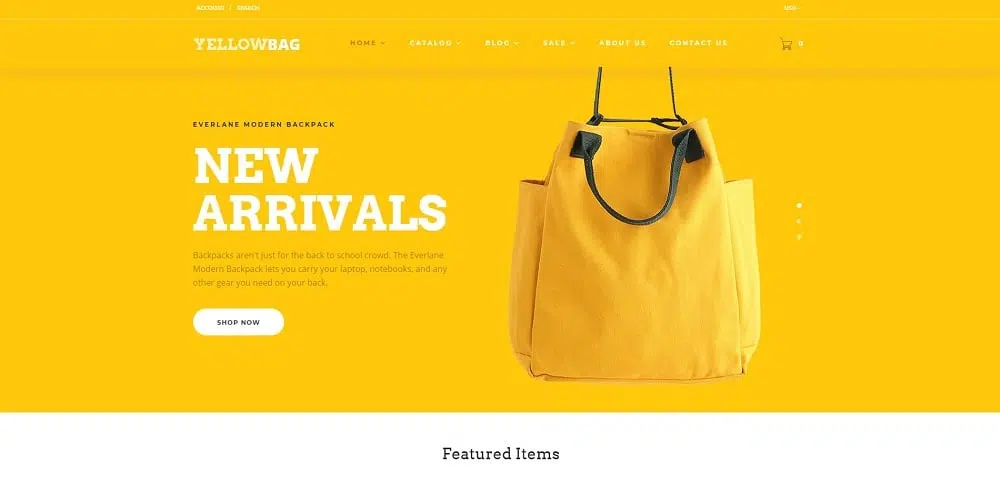 ACCOUNT / SEARCH
USD
YELLOWBAG
HOME CATALOG BLOG SALE ABOUT US CONTACT US
0
EVERLANE MODERN BACKPACK
NEW
ARRIVALS
Backpacks aren't just for the back to school crowd. The Everlane
Modern Backpack lets you carry your laptop, notebooks, and any
other gear you need on your back.
SHOP NOW
Featured Items